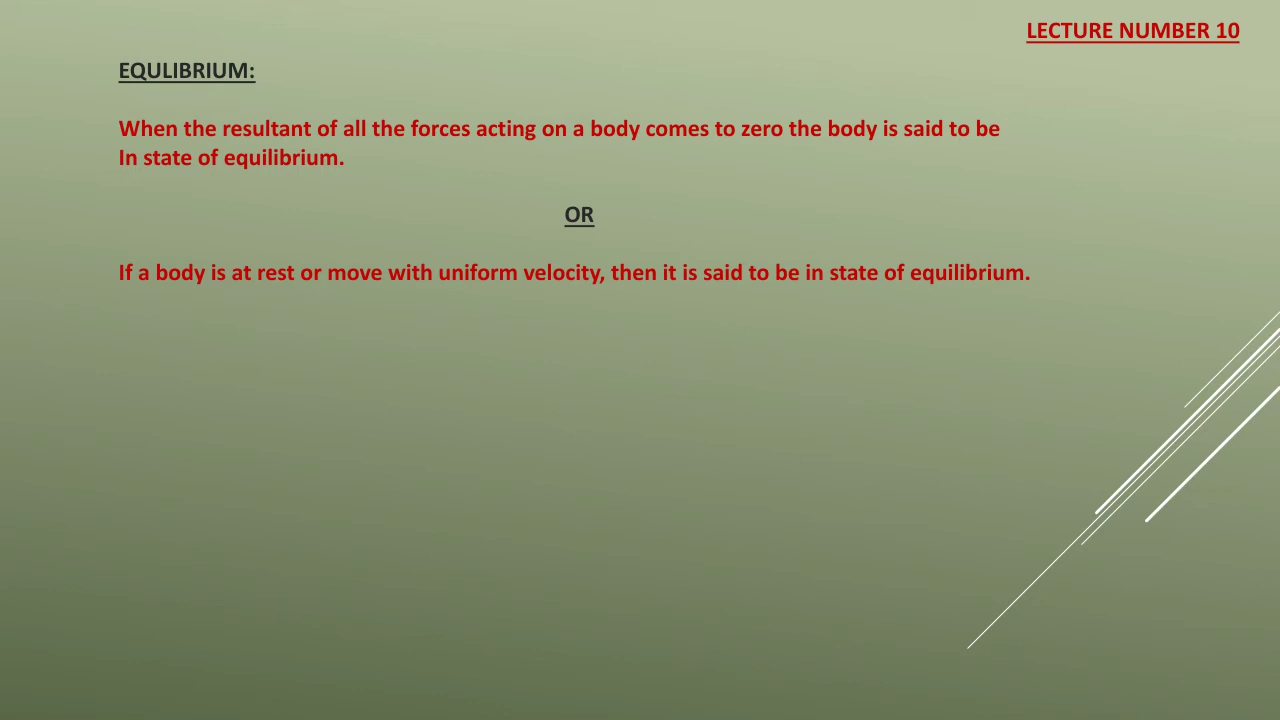 LECTURE NUMBER 10
EQULIBRIUM:
When the resultant of all the forces acting on a body comes to zero the body is said to be
In state of equilibrium.
OR
If a body is at rest or move with uniform velocity, then it is said to be in state of equilibrium.